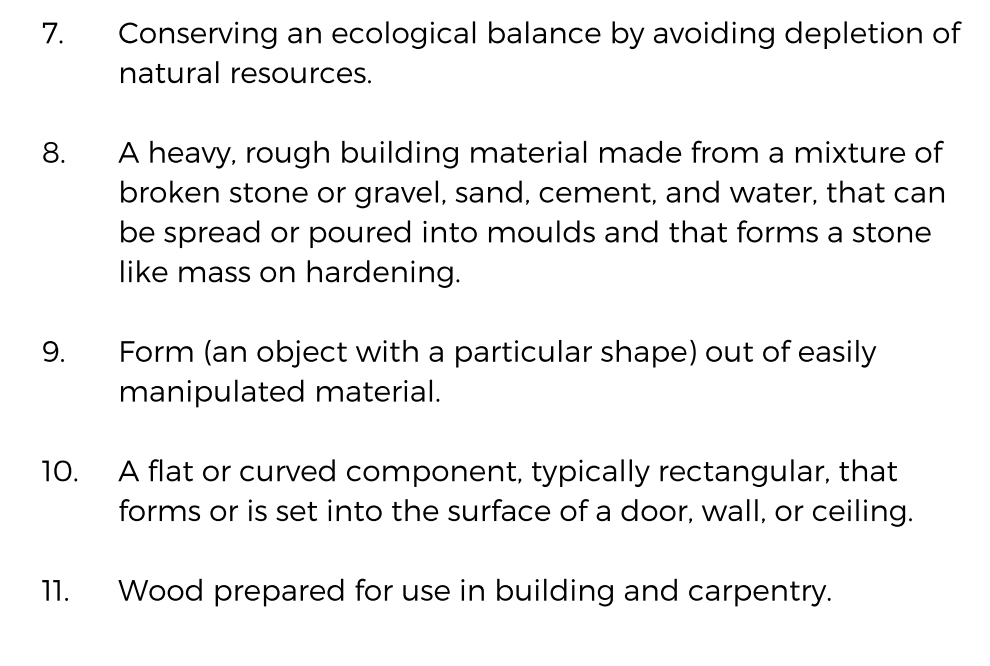 7. Conserving an ecological balance by avoiding depletion of
natural resources.
8. A heavy, rough building material made from a mixture of
broken stone or gravel, sand, cement, and water, that can
be spread or poured into moulds and that forms a stone
like mass on hardening.
9. Form (an object with a particular shape) out of easily
manipulated material.
10. A flat or curved component, typically rectangular, that
forms or is set into the surface of a door, wall, or ceiling.
11. Wood prepared for use in building and carpentry.